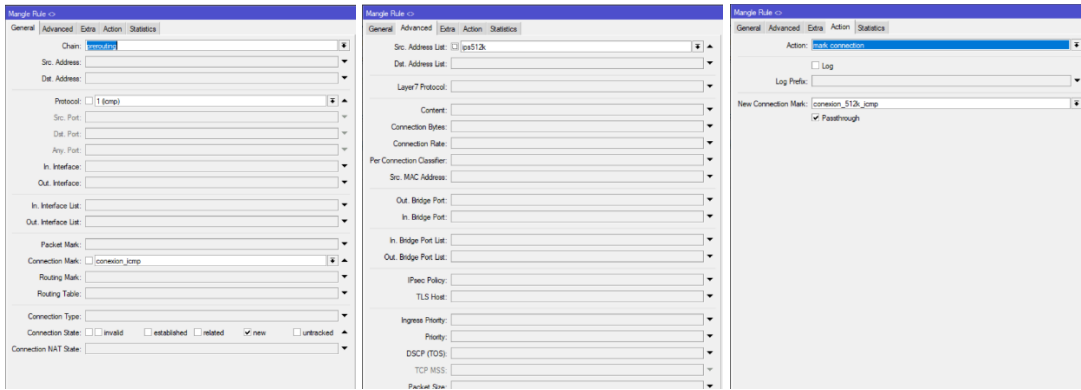 Mangle Rule <>
General Advanced Extra Action Statistics
Chain: prerouting
Src. Address:
Dst. Address:
Protocol: 1 (icmp)
Src. Port:
Dst. Port:
Any. Port:
In. Interface:
Out. Interface:
In. Interface List:
Out. Interface List:
Packet Mark:
Connection Mark: conexion_icmp
Routing Mark:
Routing Table:
Connection Type:
Connection State: invalid established related new untracked
Connection NAT State:
Mangle Rule <>
General Advanced Extra Action Statistics
Src. Address List: ips512k
Dst. Address List:
Layer7 Protocol:
Content:
Connection Bytes:
Connection Rate:
Per Connection Classifier:
Src. MAC Address:
Out. Bridge Port:
In. Bridge Port:
In. Bridge Port List:
Out. Bridge Port List:
IPsec Policy:
TLS Host:
Ingress Priority:
Priority:
DSCP (TOS):
TCP MSS:
Packet Size:
Mangle Rule <>
General Advanced Extra Action Statistics
Action: mark connection
Log
Log Prefix:
New Connection Mark: conexion_512k_icmp
Passthrough